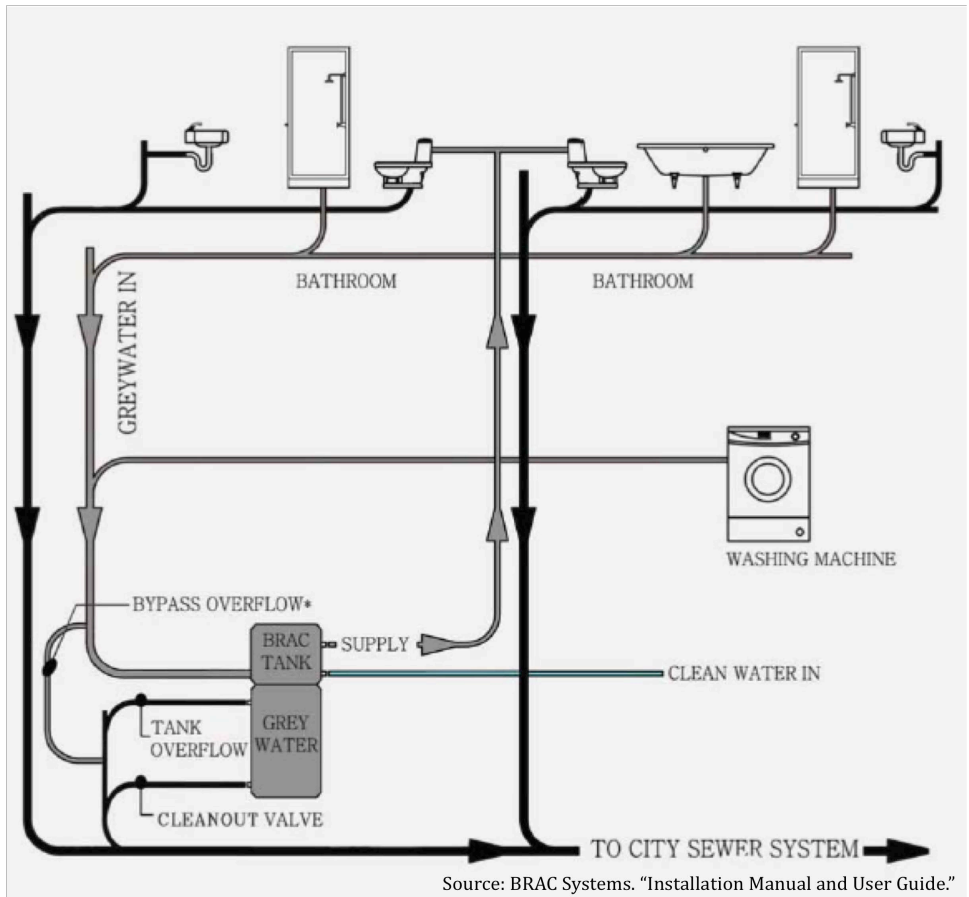 BATHROOM
BATHROOM
GREYWATER IN
WASHING MACHINE
BYPASS OVERFLOW*
BRAC
TANK
SUPPLY
CLEAN WATER IN
GREY
WATER
TANK
OVERFLOW
CLEANOUT VALVE
TO CITY SEWER SYSTEM
Source: BRAC Systems. “Installation Manual and User Guide.”